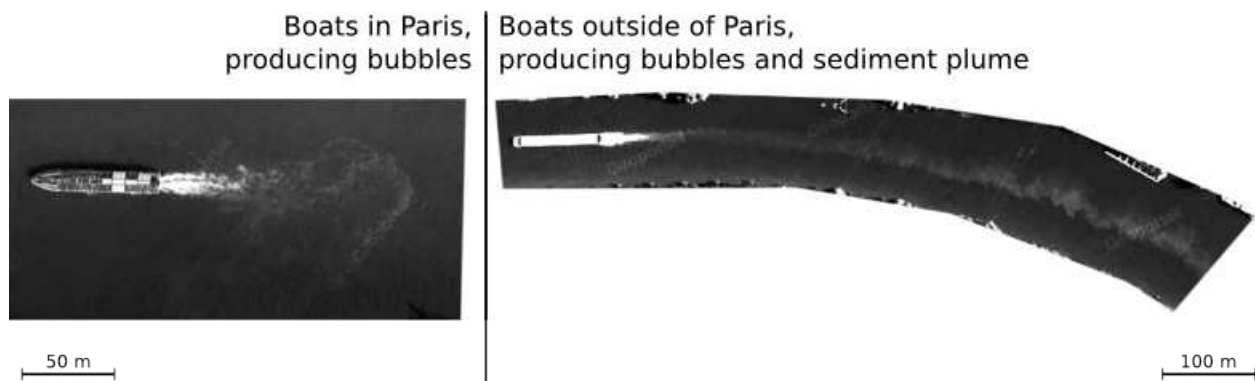 Boats in Paris,
producing bubbles
Boats outside of Paris,
producing bubbles and sediment plume
50 m
100 m